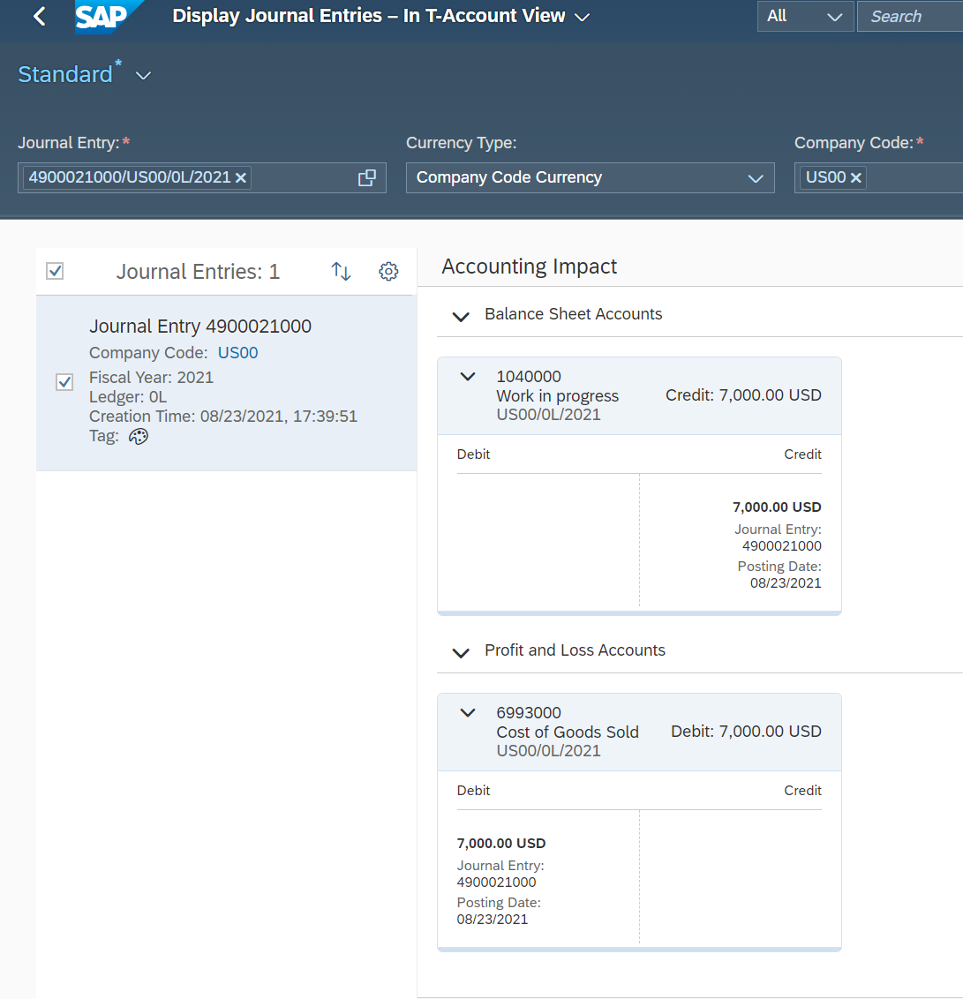 SAP Display Journal Entries – In T-Account View All Search
Standard*
Journal Entry:* Currency Type: Company Code:*
4900021000/US00/0L/2021 Company Code Currency US00
Journal Entries: 1
Journal Entry 4900021000
Company Code: US00
Fiscal Year: 2021
Ledger: 0L
Creation Time: 08/23/2021, 17:39:51
Tag:
Accounting Impact
Balance Sheet Accounts
1040000
Work in progress Credit: 7,000.00 USD
US00/0L/2021
Debit Credit
7,000.00 USD
Journal Entry:
4900021000
Posting Date:
08/23/2021
Profit and Loss Accounts
6993000
Cost of Goods Sold Debit: 7,000.00 USD
US00/0L/2021
Debit Credit
7,000.00 USD
Journal Entry:
4900021000
Posting Date:
08/23/2021